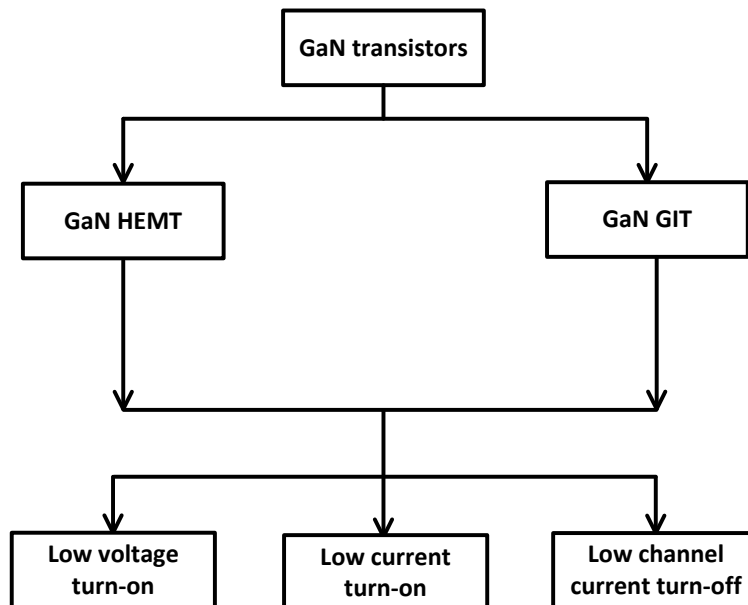 GaN transistors
GaN HEMT
GaN GIT
Low voltage
turn-on
Low current
turn-on
Low channel
current turn-off